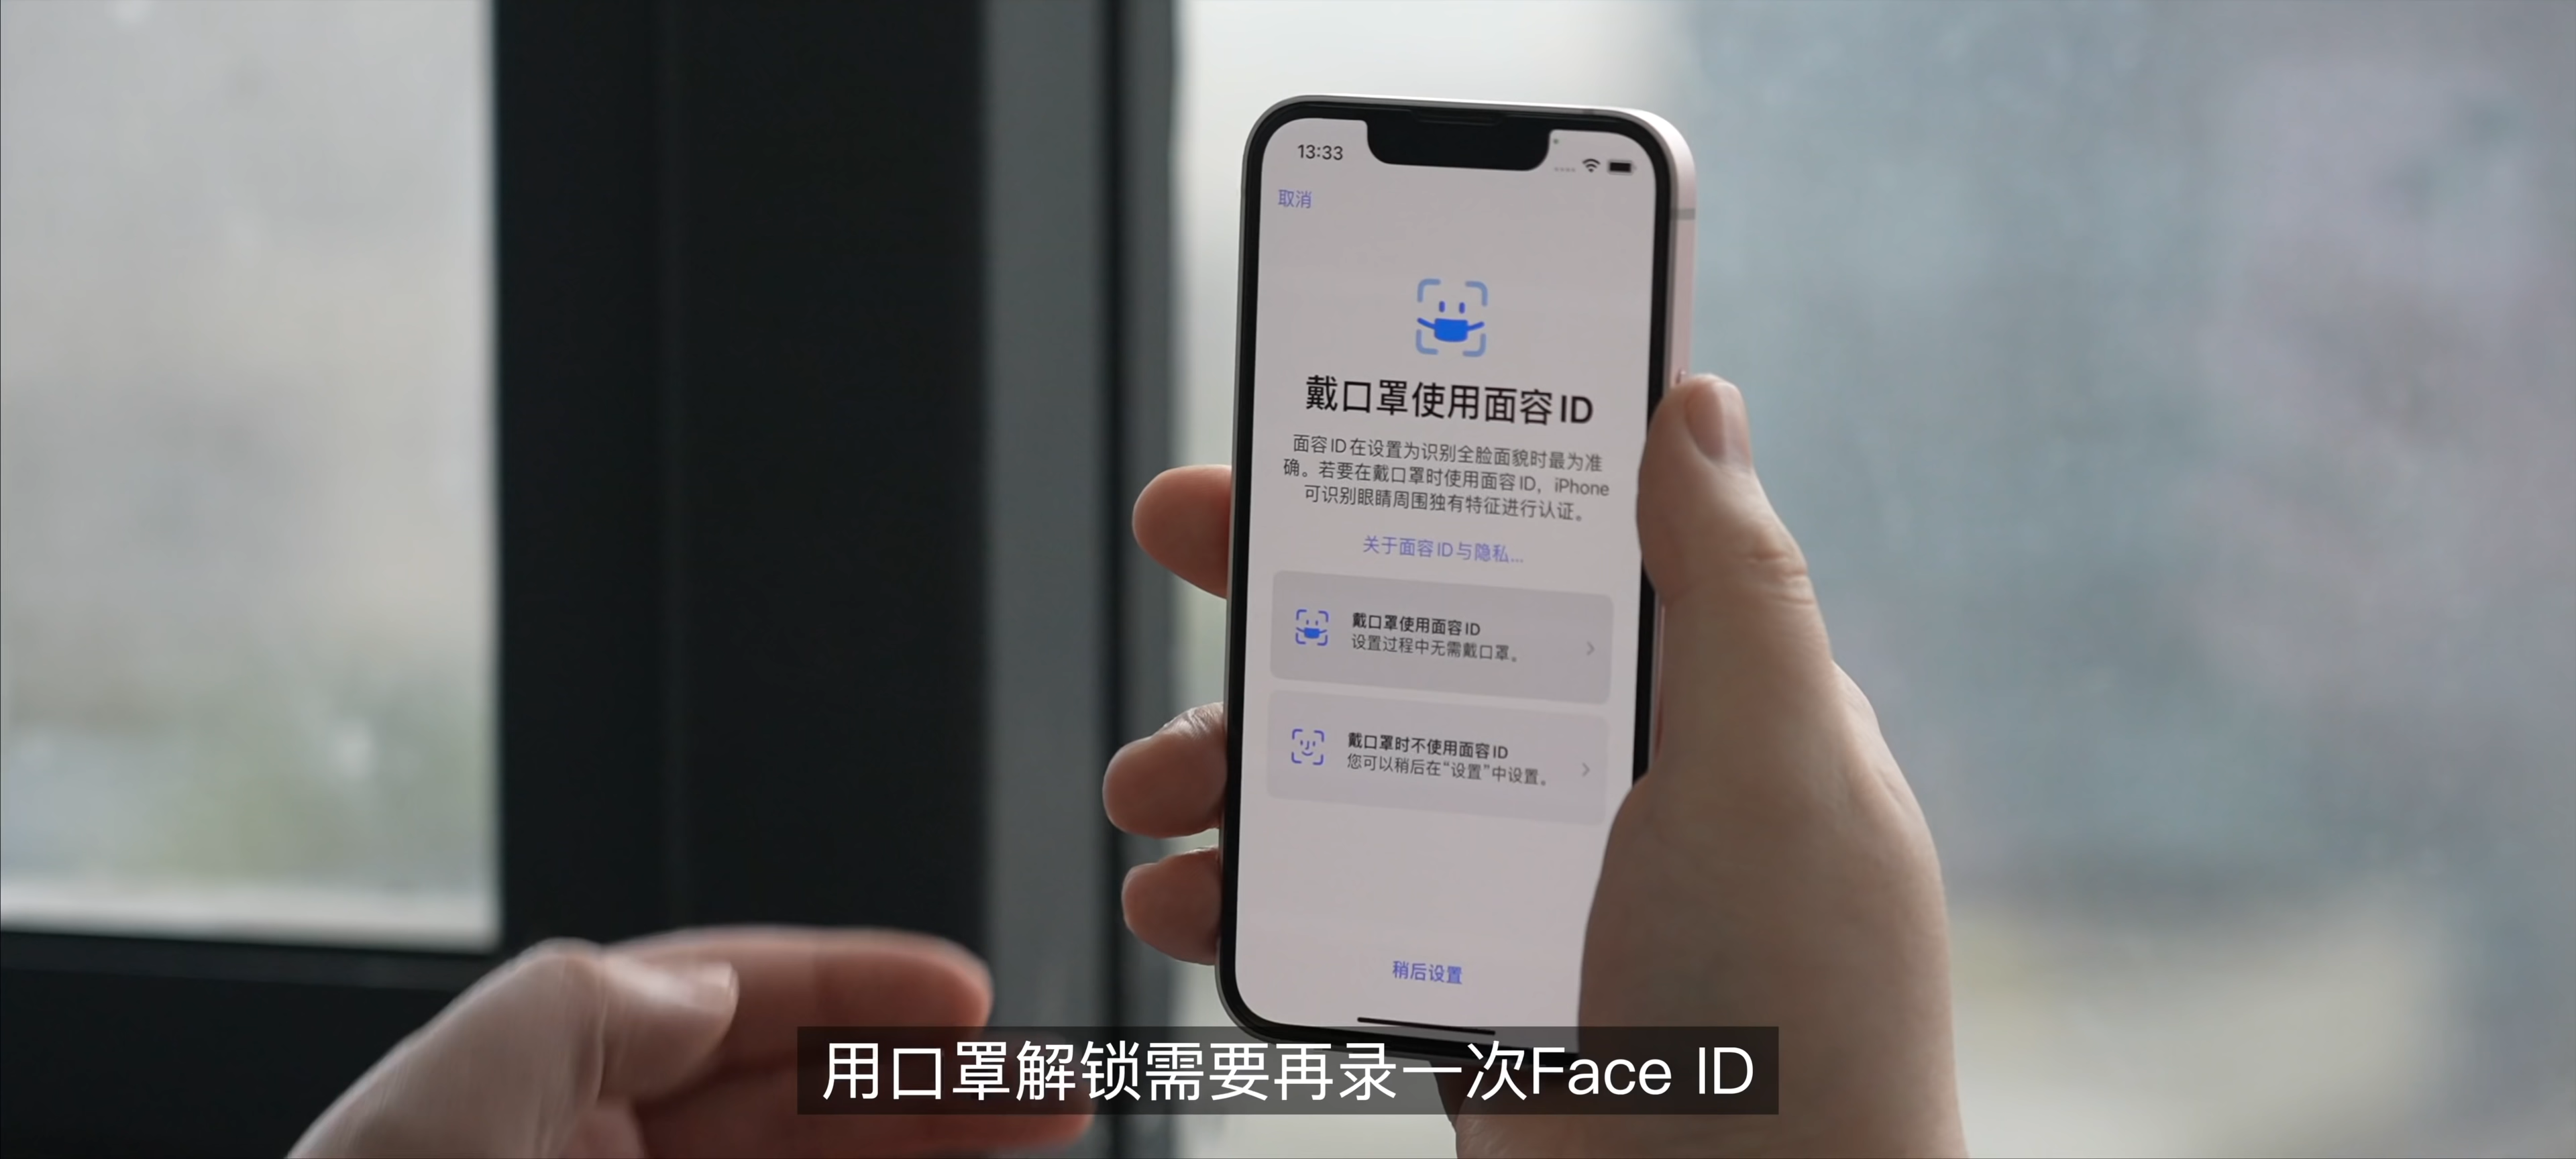 13:33
取消
戴口罩使用面容ID
面容ID在设置为识别全脸面貌时最为准
确。若要在戴口罩时使用面容ID，iPhone
可识别眼睛周围独有特征进行认证。
关于面容ID与隐私...
戴口罩使用面容ID
设置过程中无需戴口罩。
戴口罩时不使用面容ID
您可以稍后在“设置”中设置。
稍后设置
用口罩解锁需要再录一次Face ID